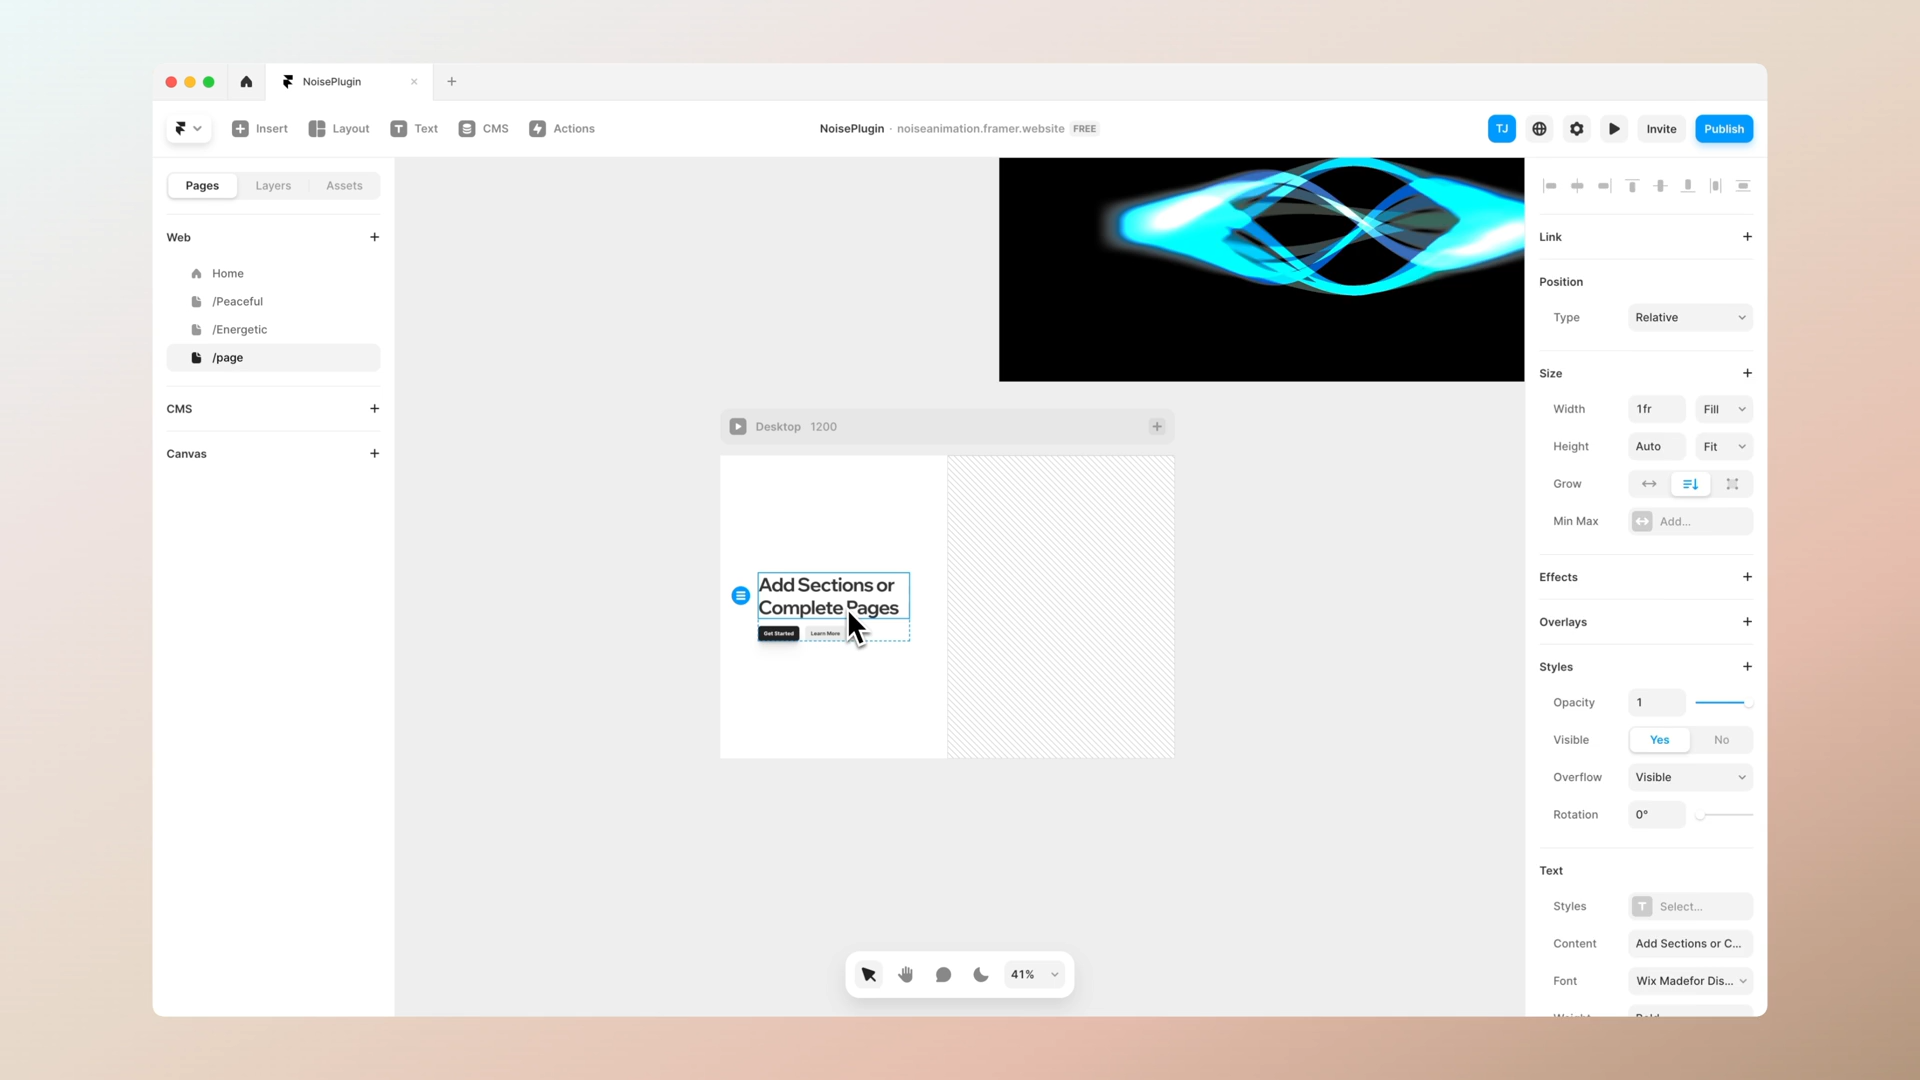 NoisePlugin
Insert
Layout
Text
CMS
Actions
NoisePlugin · noiseanimation.framer.website FREE
TJ
Invite
Publish
Pages
Layers
Assets
Web
Home
/Peaceful
/Energetic
/page
CMS
Canvas
Desktop 1200
Add Sections or
Complete Pages
Get Started
Learn More
41%
Link
Position
Type Relative
Size
Width 1fr Fill
Height Auto Fit
Grow
Min Max Add...
Effects
Overlays
Styles
Opacity 1
Visible Yes No
Overflow Visible
Rotation 0°
Text
Styles T Select...
Content Add Sections or C...
Font Wix Madefor Dis...
Weight Bold